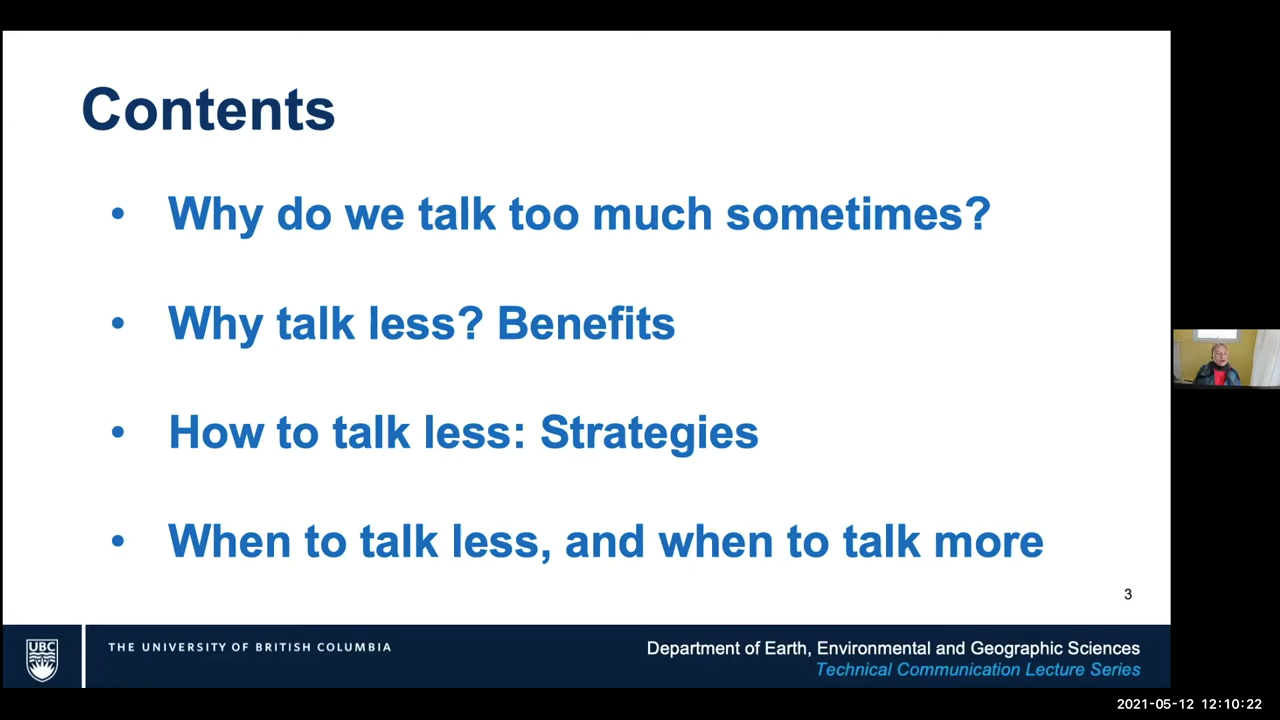 Contents
• Why do we talk too much sometimes?
• Why talk less? Benefits
• How to talk less: Strategies
• When to talk less, and when to talk more
3
UBC
THE UNIVERSITY OF BRITISH COLUMBIA
Department of Earth, Environmental and Geographic Sciences
Technical Communication Lecture Series
2021-05-12 12:10:22